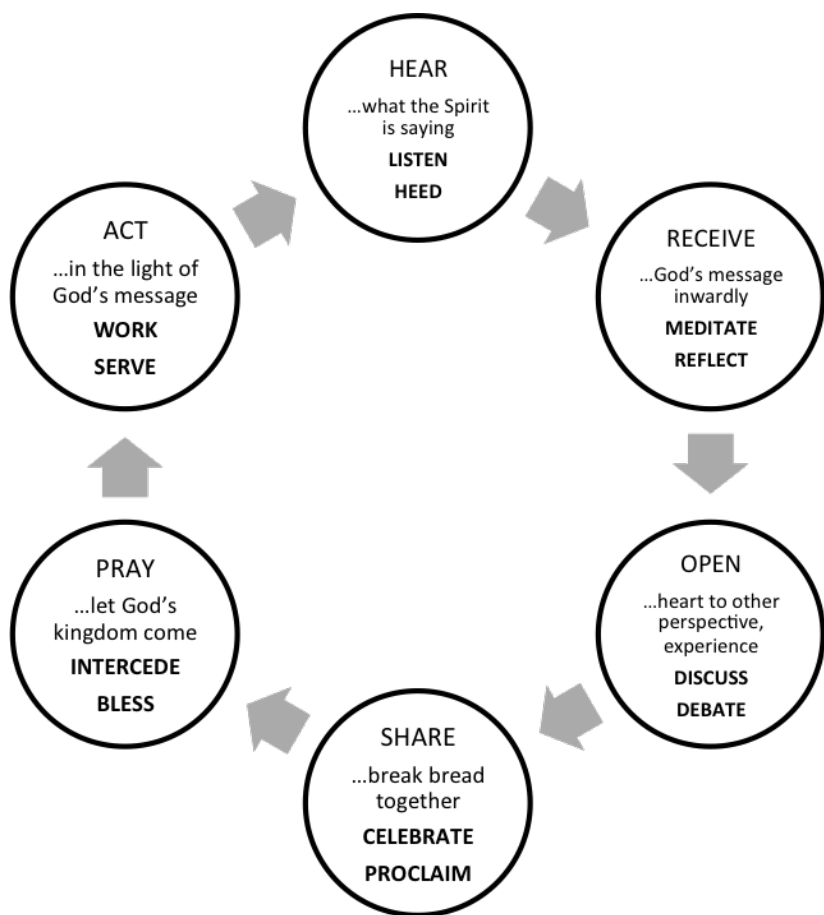 HEAR
...what the Spirit
is saying
LISTEN
HEED
RECEIVE
...God’s message
inwardly
MEDITATE
REFLECT
OPEN
...heart to other
perspective,
experience
DISCUSS
DEBATE
SHARE
...break bread
together
CELEBRATE
PROCLAIM
PRAY
...let God’s
kingdom come
INTERCEDE
BLESS
ACT
...in the light of
God’s message
WORK
SERVE